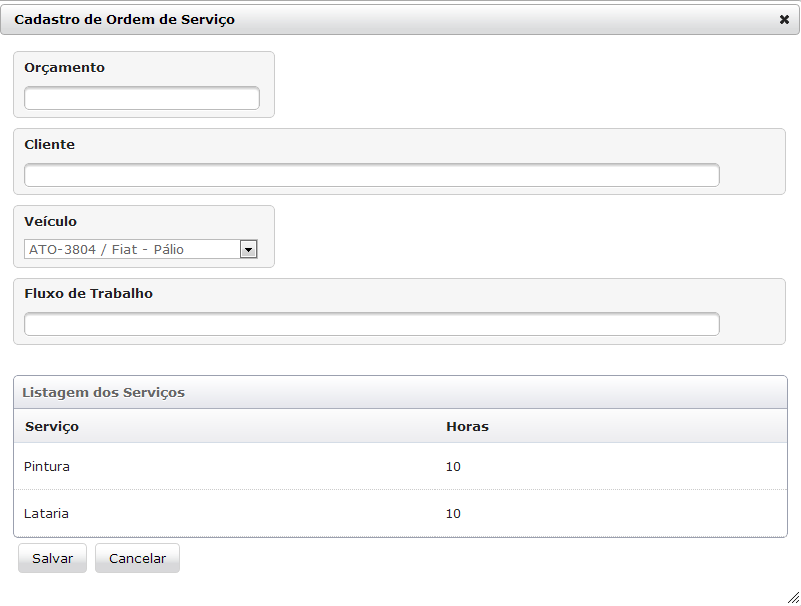 Cadastro de Ordem de Serviço
Orçamento
Cliente
Veículo
ATO-3804 / Fiat - Pálio
Fluxo de Trabalho
Listagem dos Serviços
Serviço Horas
Pintura 10
Lataria 10
Salvar Cancelar